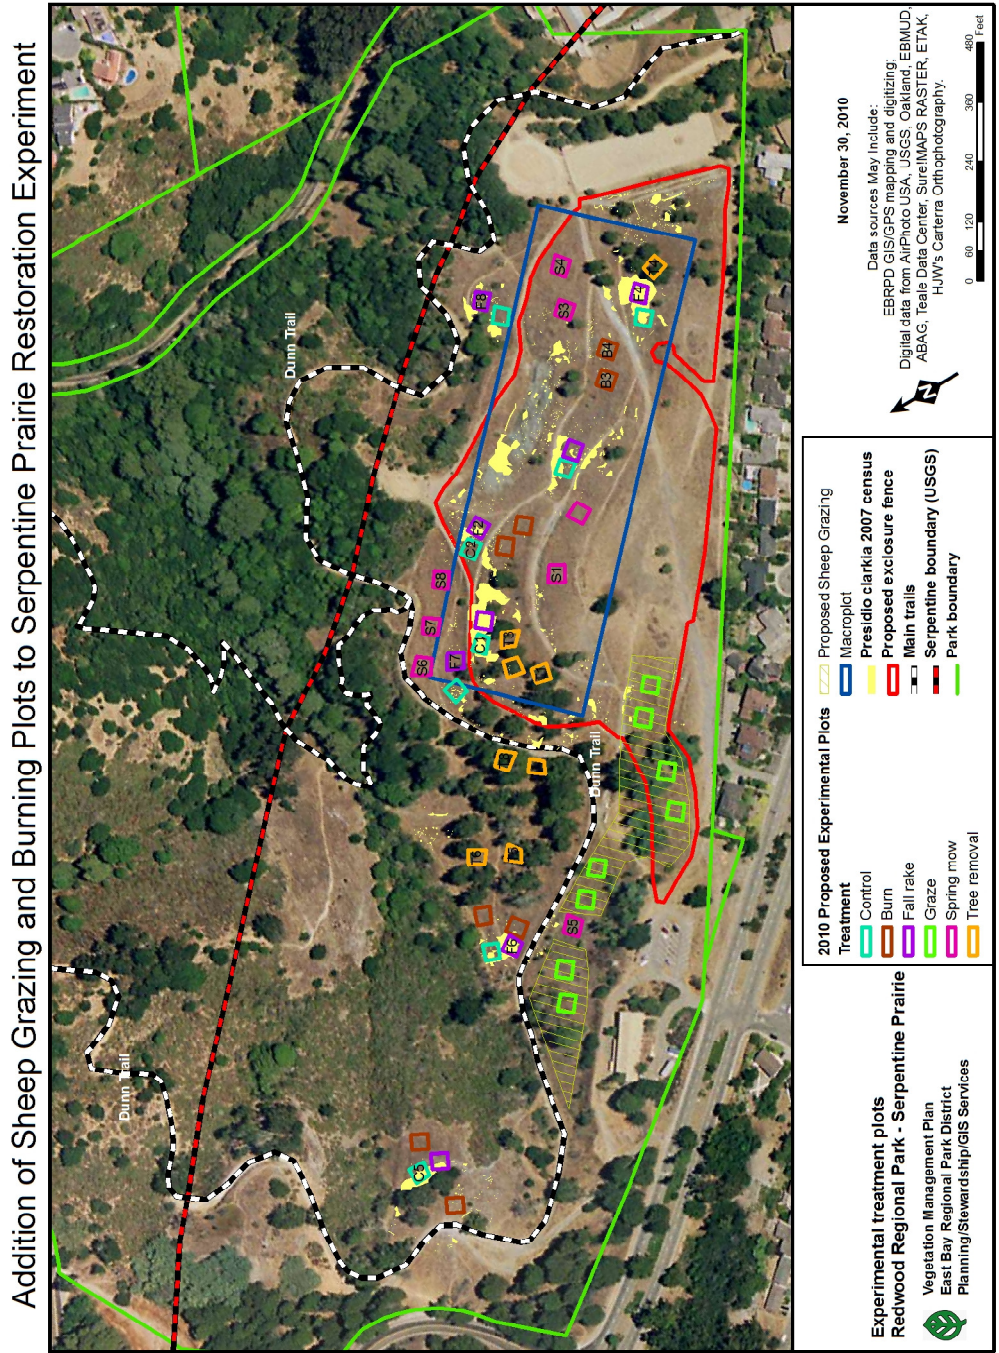 Addition of Sheep Grazing and Burning Plots to Serpentine Prairie Restoration Experiment
Dunn Trail
Dunn Trail
Dunn Trail
C5
F6
S5
T6
S6
S7
S8
F7
C1
C2
F2
S1
B3
B4
S3
S4
F8
F4
Experimental treatment plots
Redwood Regional Park - Serpentine Prairie
Vegetation Management Plan
East Bay Regional Park District
Planning/Stewardship/GIS Services
2010 Proposed Experimental Plots
Treatment
Control
Burn
Fall rake
Graze
Spring mow
Tree removal
Proposed Sheep Grazing
Macroplot
Presidio clarkia 2007 census
Proposed exclosure fence
Main trails
Serpentine boundary (USGS)
Park boundary
N
November 30, 2010
Data sources May Include:
EBRPD GIS/GPS mapping and digitizing;
Digital data from AirPhoto USA, USGS, Oakland, EBMUD,
ABAG, Teale Data Center, Sure!MAPS RASTER, ETAK,
HJW's Carterra Orthophotography.
0 60 120 240 360 480
Feet